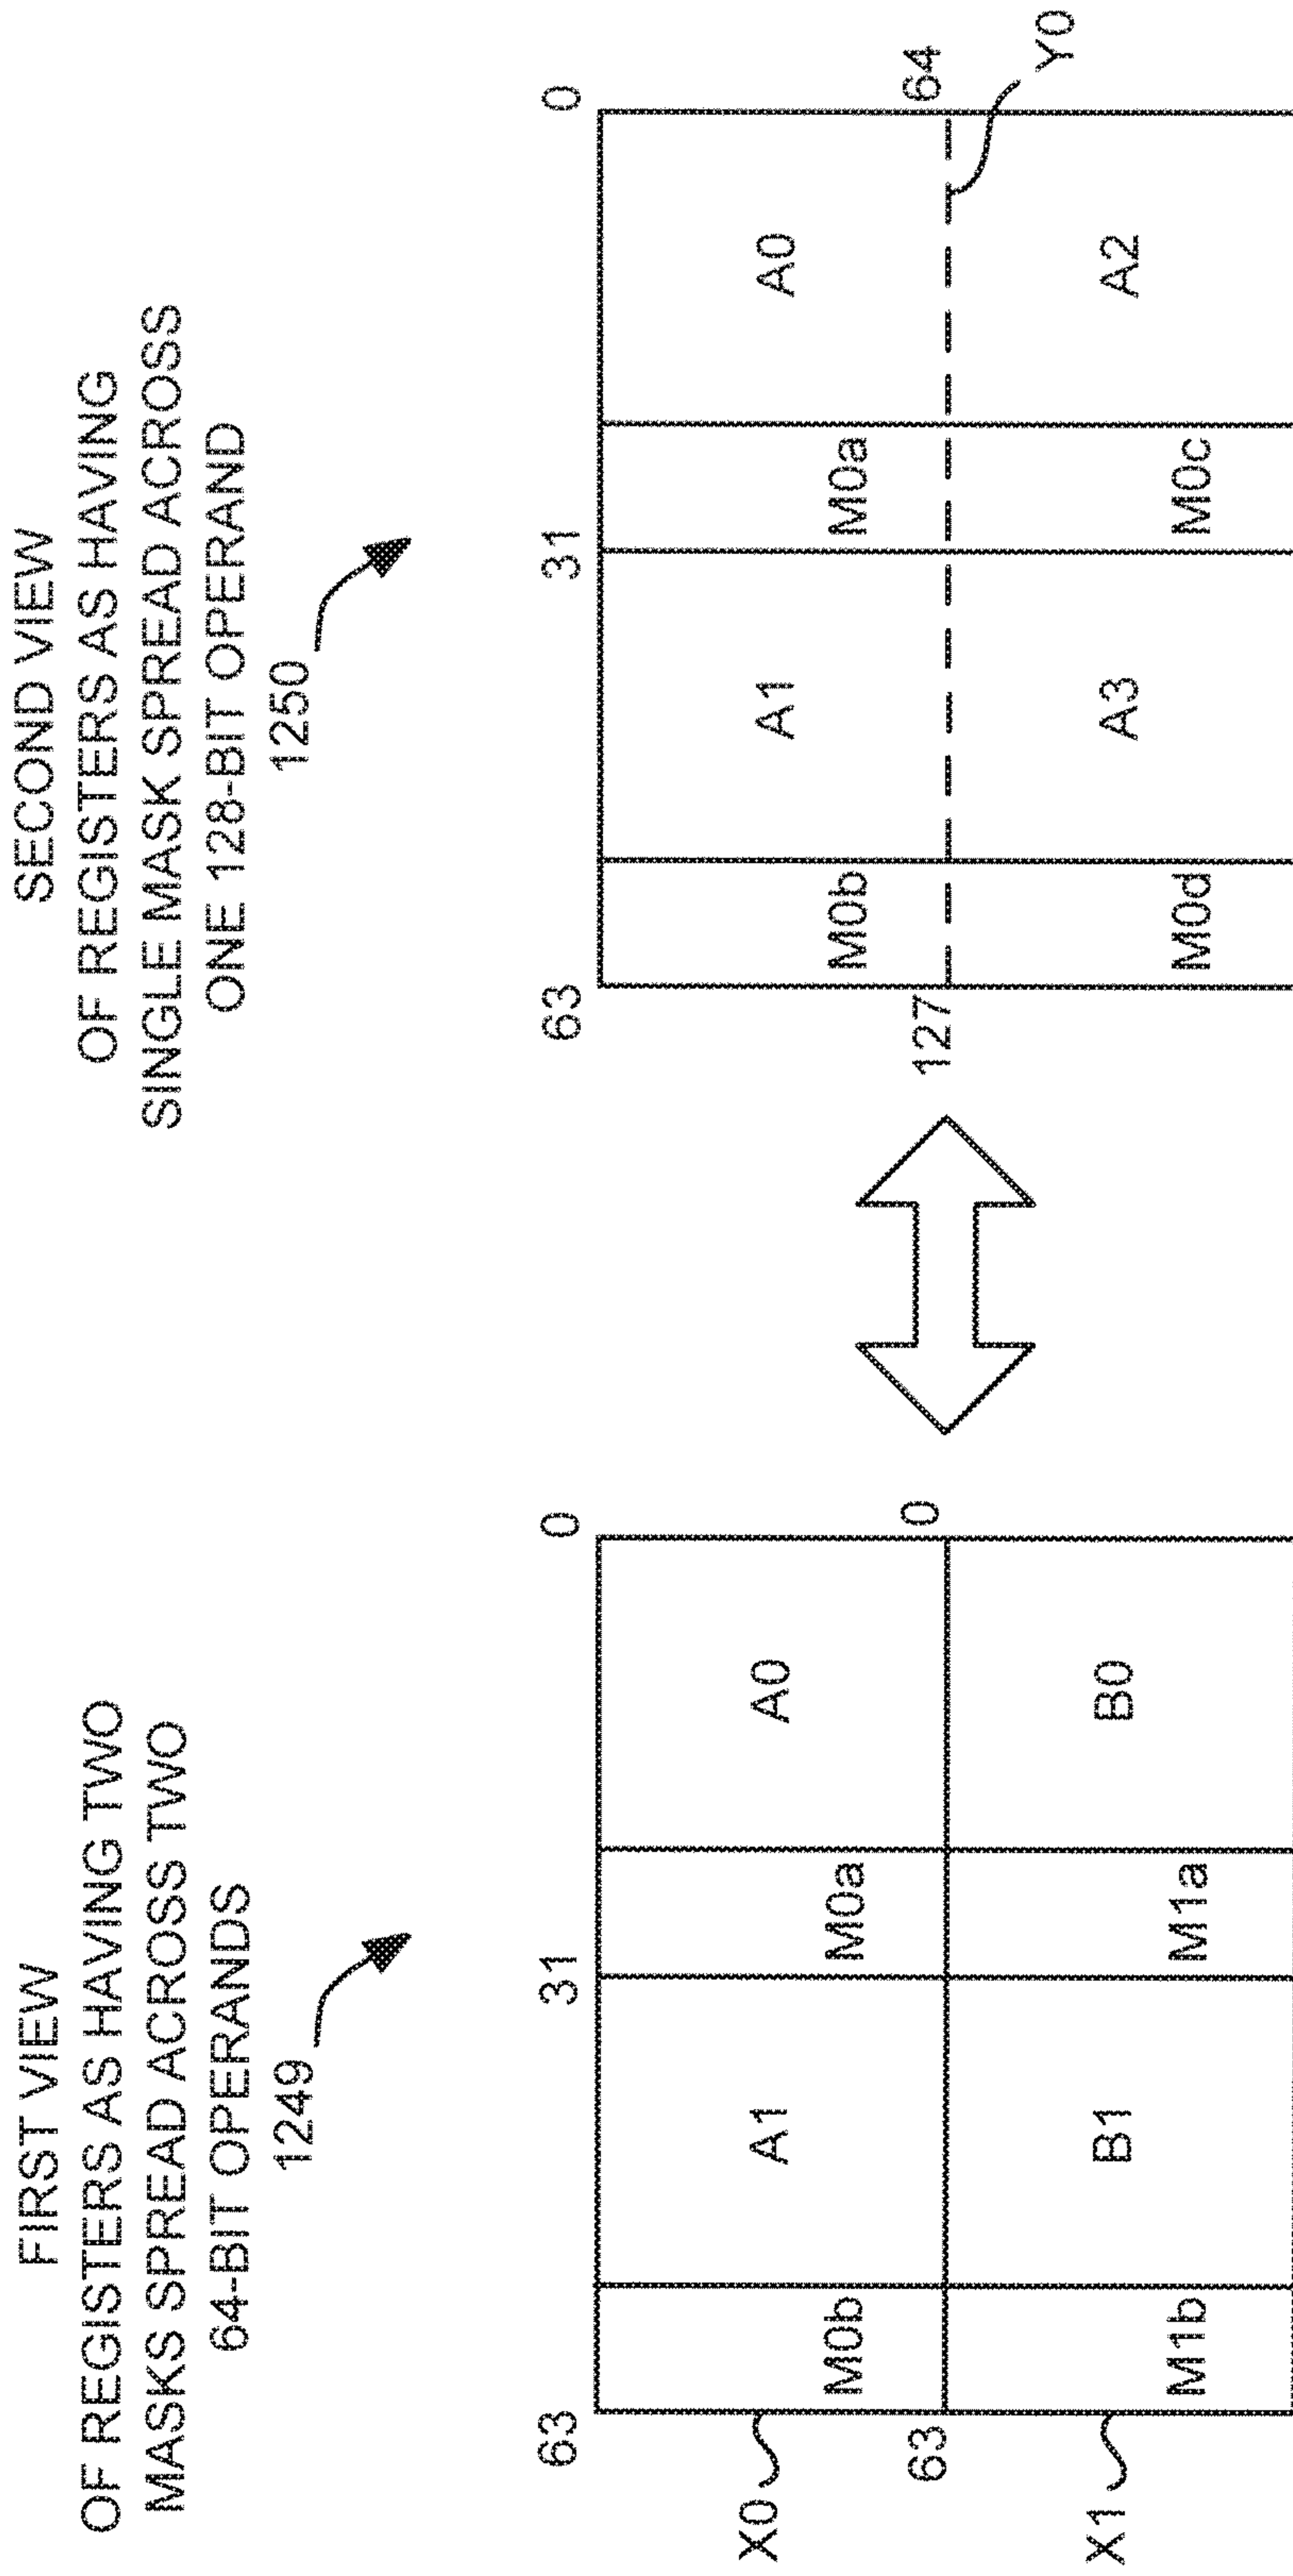 FIRST VIEW
OF REGISTERS AS HAVING TWO
MASKS SPREAD ACROSS TWO
64-BIT OPERANDS
1249
63
31
0
X0
M0b
A1
M0a
A0
63
0
X1
M1b
B1
M1a
B0
SECOND VIEW
OF REGISTERS AS HAVING
SINGLE MASK SPREAD ACROSS
ONE 128-BIT OPERAND
1250
63
31
0
M0b
A1
M0a
A0
127
64
M0d
A3
M0c
A2
Y0